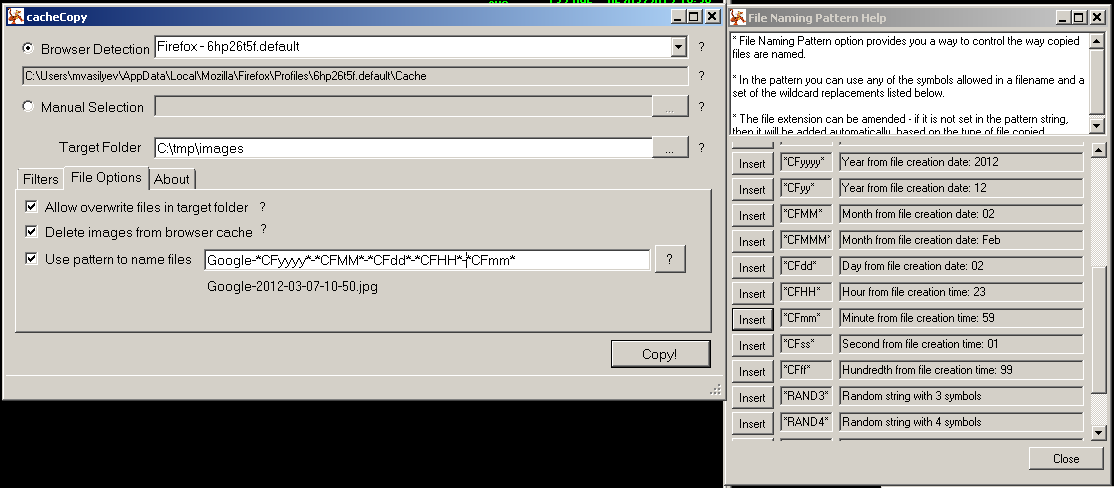 cacheCopy
Browser Detection Firefox - 6hp26t5f.default ?
C:\Users\mvasilyev\AppData\Local\Mozilla\Firefox\Profiles\6hp26t5f.default\Cache ?
Manual Selection ... ?
Target Folder C:\tmp\images ... ?
Filters File Options About
Allow overwrite files in target folder ?
Delete images from browser cache ?
Use pattern to name files Google-*CFyyyy*-*CFMM*-*CFdd*-*CFHH*-*CFmm* ?
Google-2012-03-07-10-50.jpg
Copy!
File Naming Pattern Help
* File Naming Pattern option provides you a way to control the way copied
files are named.
* In the pattern you can use any of the symbols allowed in a filename and a
set of the wildcard replacements listed below.
* The file extension can be amended - if it is not set in the pattern string,
then it will be added automatically, based on the type of file copied.
Insert *CFyyyy* Year from file creation date: 2012
Insert *CFyy* Year from file creation date: 12
Insert *CFMM* Month from file creation date: 02
Insert *CFMMM* Month from file creation date: Feb
Insert *CFdd* Day from file creation date: 02
Insert *CFHH* Hour from file creation time: 23
Insert *CFmm* Minute from file creation time: 59
Insert *CFss* Second from file creation time: 01
Insert *CFff* Hundredth from file creation time: 99
Insert *RAND3* Random string with 3 symbols
Insert *RAND4* Random string with 4 symbols
Close